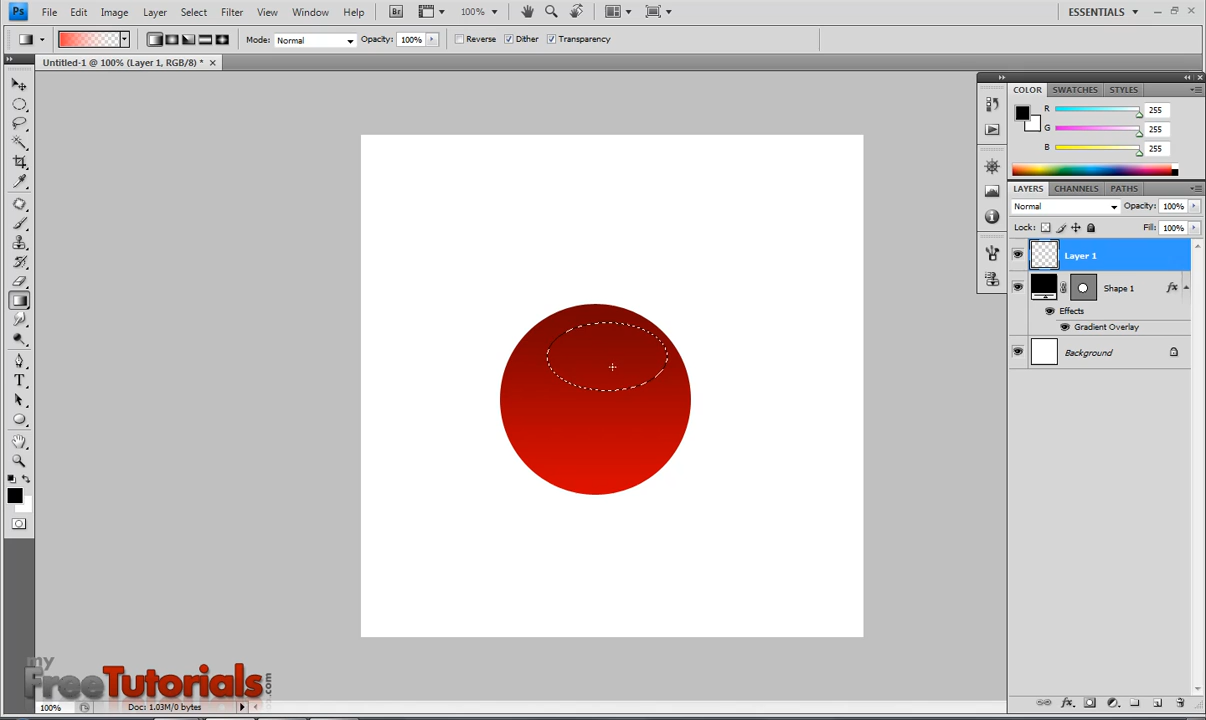 Ps File Edit Image Layer Select Filter View Window Help Br 100% ESSENTIALS
Mode: Normal Opacity: 100% Reverse Dither Transparency
Untitled-1 @ 100% (Layer 1, RGB/8) *
COLOR SWATCHES STYLES
R 255
G 255
B 255
LAYERS CHANNELS PATHS
Normal Opacity: 100%
Lock: Fill: 100%
Layer 1
Shape 1 fx
Effects
Gradient Overlay
Background
T
my
FreeTutorials.com
100% Doc: 1.03M/0 bytes
fx